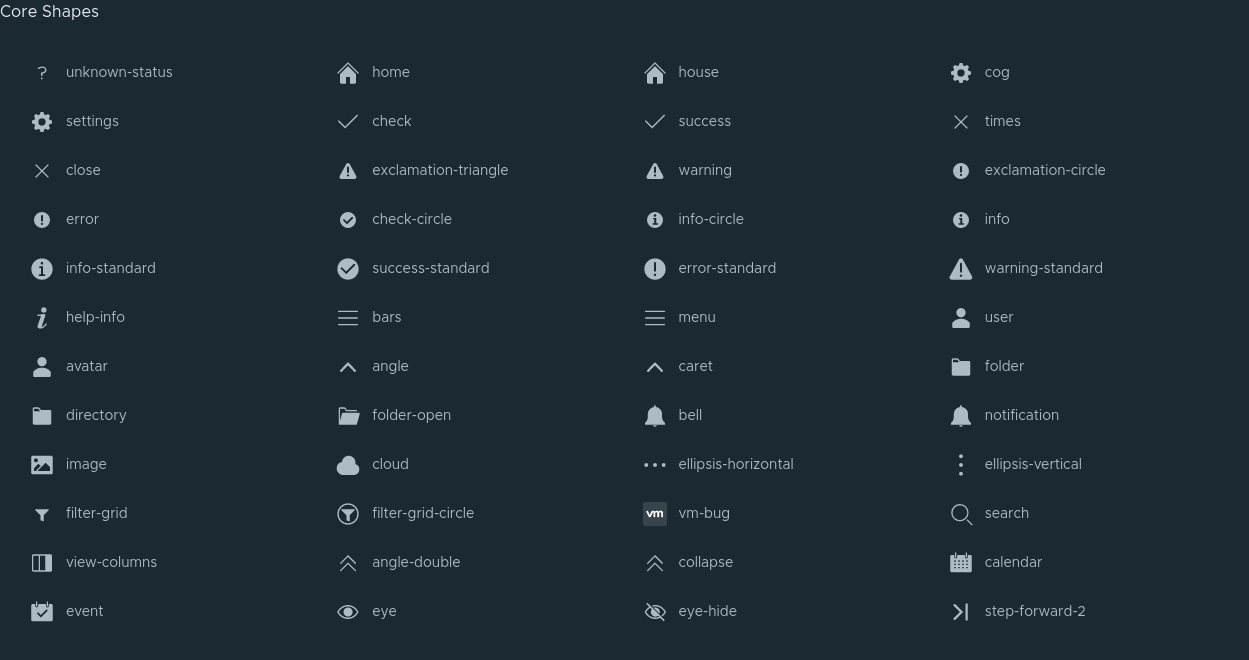 Core Shapes
unknown-status home house cog
settings check success times
close exclamation-triangle warning exclamation-circle
error check-circle info-circle info
info-standard success-standard error-standard warning-standard
help-info bars menu user
avatar angle caret folder
directory folder-open bell notification
image cloud ellipsis-horizontal ellipsis-vertical
filter-grid filter-grid-circle vm vm-bug search
view-columns angle-double collapse calendar
event eye eye-hide step-forward-2